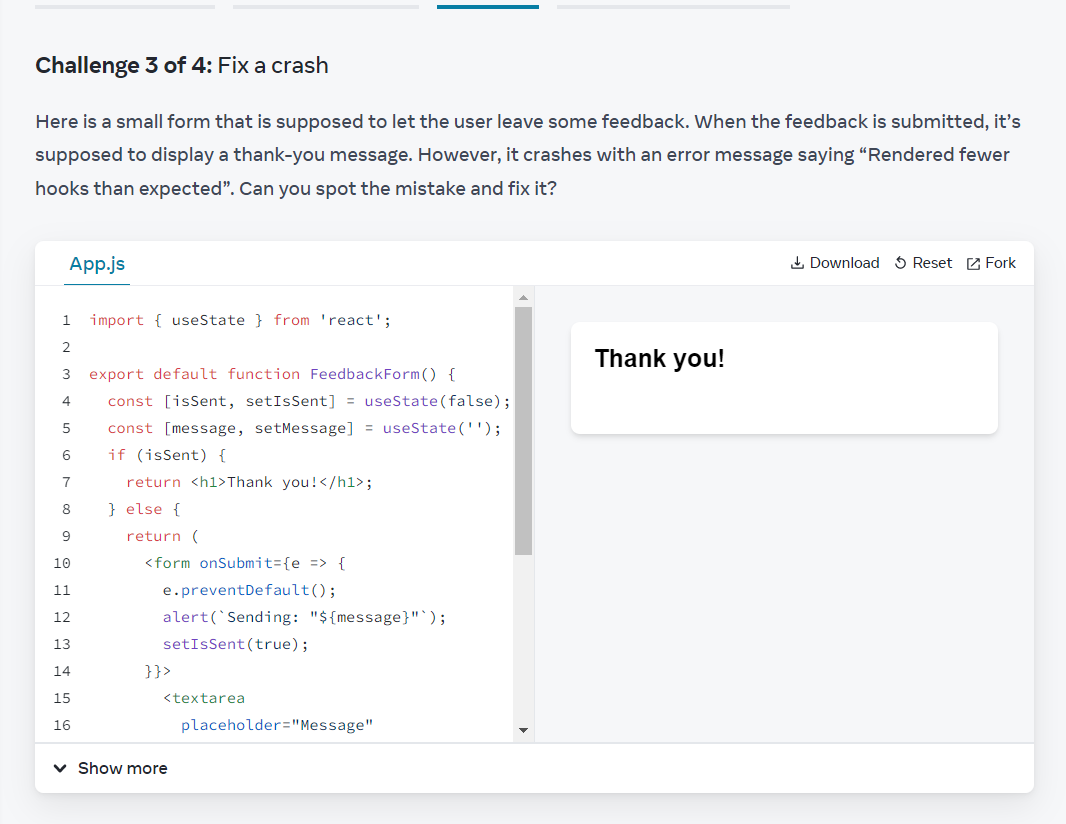 Challenge 3 of 4: Fix a crash
Here is a small form that is supposed to let the user leave some feedback. When the feedback is submitted, it’s
supposed to display a thank-you message. However, it crashes with an error message saying “Rendered fewer
hooks than expected”. Can you spot the mistake and fix it?
App.js
Download Reset Fork
1 import { useState } from 'react';
2
3 export default function FeedbackForm() {
4 const [isSent, setIsSent] = useState(false);
5 const [message, setMessage] = useState('');
6 if (isSent) {
7 return <h1>Thank you!</h1>;
8 } else {
9 return (
10 <form onSubmit={e => {
11 e.preventDefault();
12 alert(`Sending: "${message}"`);
13 setIsSent(true);
14 }}>
15 <textarea
16 placeholder="Message"
Thank you!
Show more